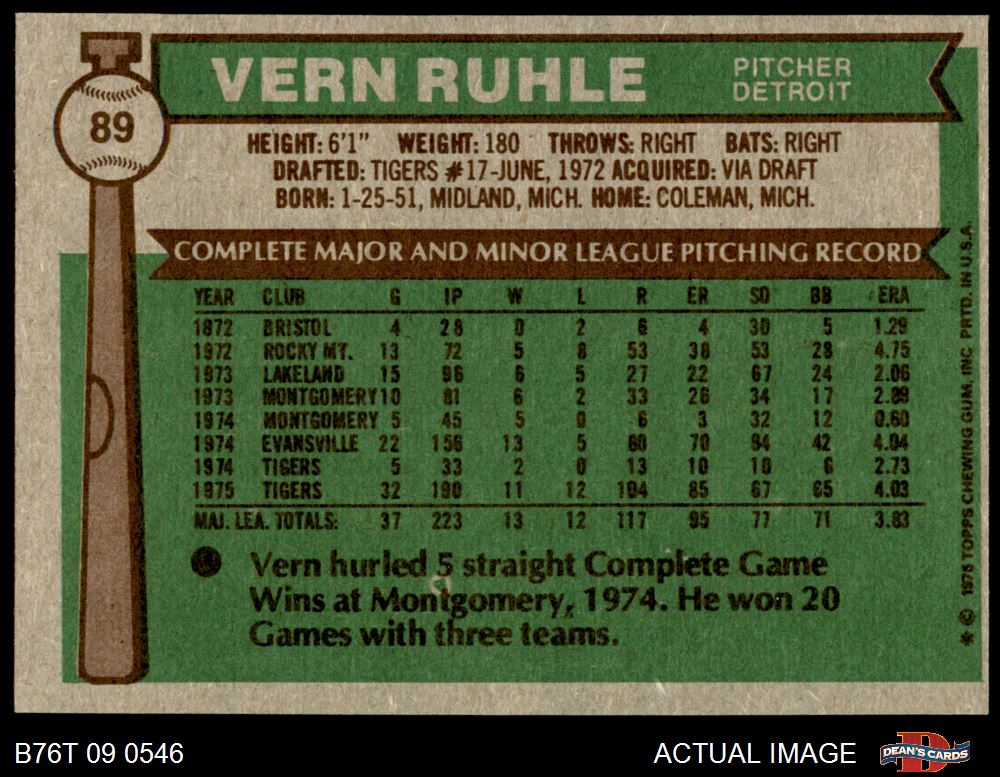 VERN RUHLE
PITCHER
DETROIT
89
HEIGHT: 6'1" WEIGHT: 180 THROWS: RIGHT BATS: RIGHT
DRAFTED: TIGERS #17-JUNE, 1972 ACQUIRED: VIA DRAFT
BORN: 1-25-51, MIDLAND, MICH. HOME: COLEMAN, MICH.
COMPLETE MAJOR AND MINOR LEAGUE PITCHING RECORD
YEAR CLUB G IP W L R ER SO BB ERA
1972 BRISTOL 4 28 0 2 6 4 30 5 1.29
1972 ROCKY MT. 13 72 5 8 53 38 53 28 4.75
1973 LAKELAND 15 96 6 5 27 22 67 24 2.06
1973 MONTGOMERY 10 81 6 2 33 26 34 17 2.89
1974 MONTGOMERY 5 45 5 0 6 3 32 12 0.60
1974 EVANSVILLE 22 156 13 5 80 70 94 42 4.04
1974 TIGERS 5 33 2 0 13 10 10 6 2.73
1975 TIGERS 32 190 11 12 104 85 67 65 4.03
MAJ. LEA. TOTALS: 37 223 13 12 117 95 77 71 3.83
Vern hurled 5 straight Complete Game
Wins at Montgomery, 1974. He won 20
Games with three teams.
* © 1976 TOPPS CHEWING GUM, INC PRTD. IN U.S.A.
B76T 09 0546
ACTUAL IMAGE
DEAN'S CARDS